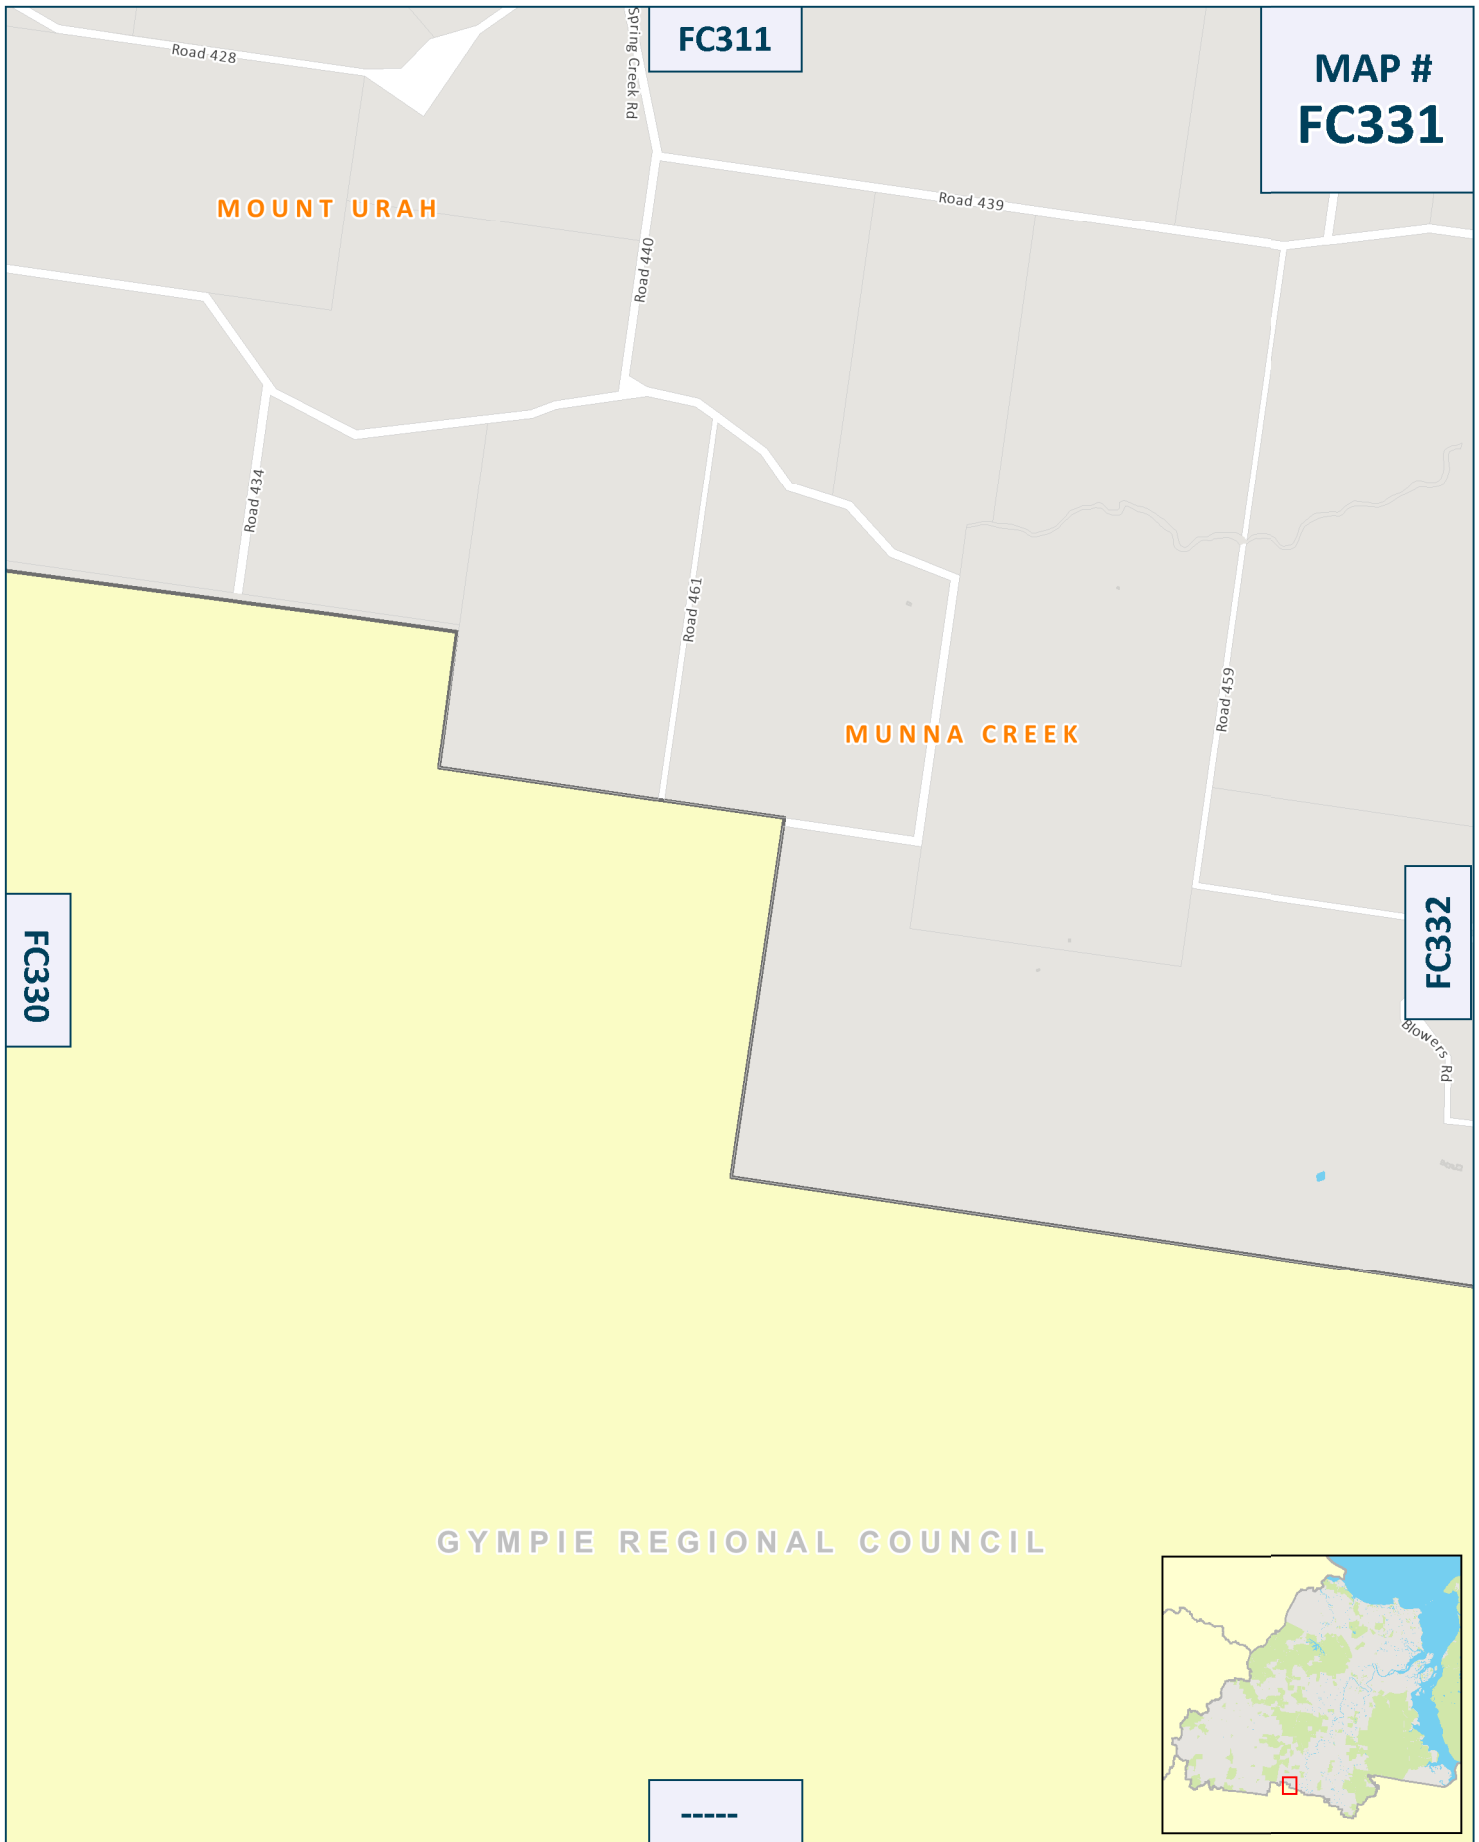 FC311
MAP #
FC331
Road 428
Spring Creek Rd
MOUNT URAH
Road 439
Road 440
Road 434
Road 461
Road 459
MUNNA CREEK
FC330
FC332
Blowers Rd
GYMPIE REGIONAL COUNCIL
-----